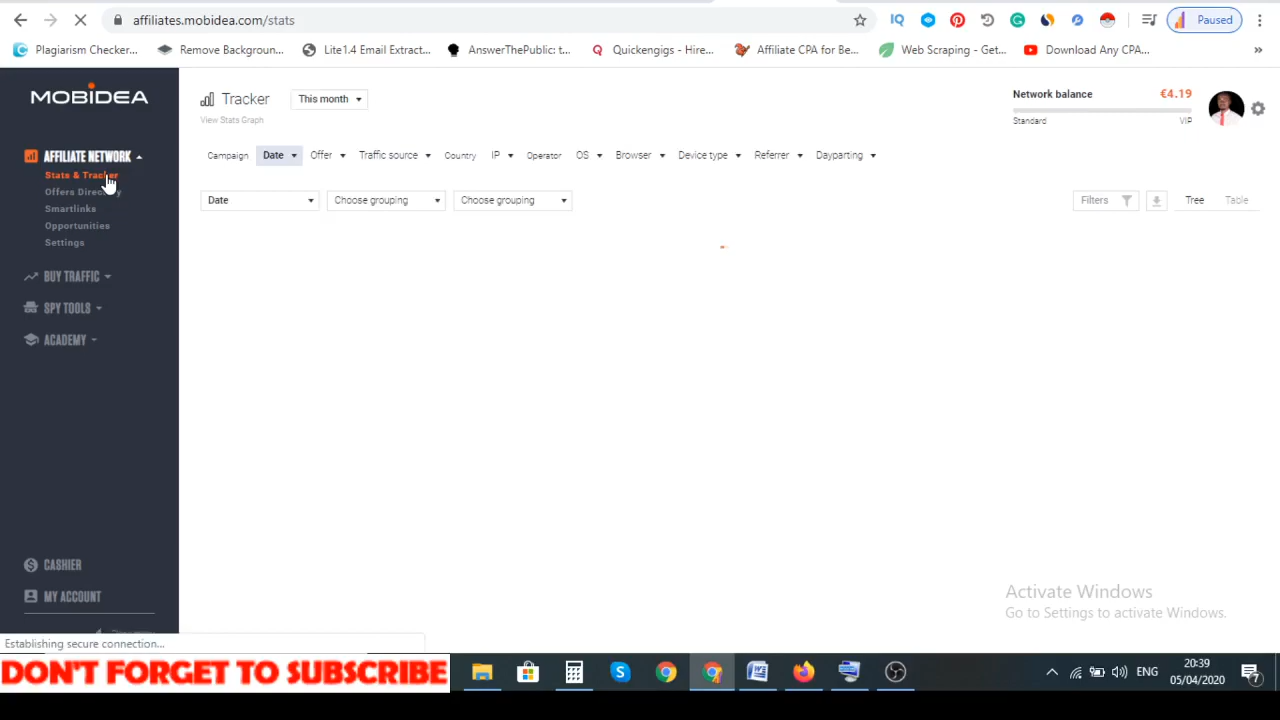 affiliates.mobidea.com/stats
Paused
Plagiarism Checker...
Remove Backgroun...
Lite1.4 Email Extract...
AnswerThePublic: t...
Quickengigs - Hire...
Affiliate CPA for Be...
Web Scraping - Get...
Download Any CPA...
»
MOBIDEA
AFFILIATE NETWORK
Stats & Tracker
Offers Directory
Smartlinks
Opportunities
Settings
BUY TRAFFIC
SPY TOOLS
ACADEMY
CASHIER
MY ACCOUNT
Tracker
This month
View Stats Graph
Network balance €4.19
Standard VIP
Campaign Date Offer Traffic source Country IP Operator OS Browser Device type Referrer Dayparting
Date Choose grouping Choose grouping Filters Tree Table
Activate Windows
Go to Settings to activate Windows.
Establishing secure connection...
DON'T FORGET TO SUBSCRIBE
ENG
20:39
05/04/2020
7